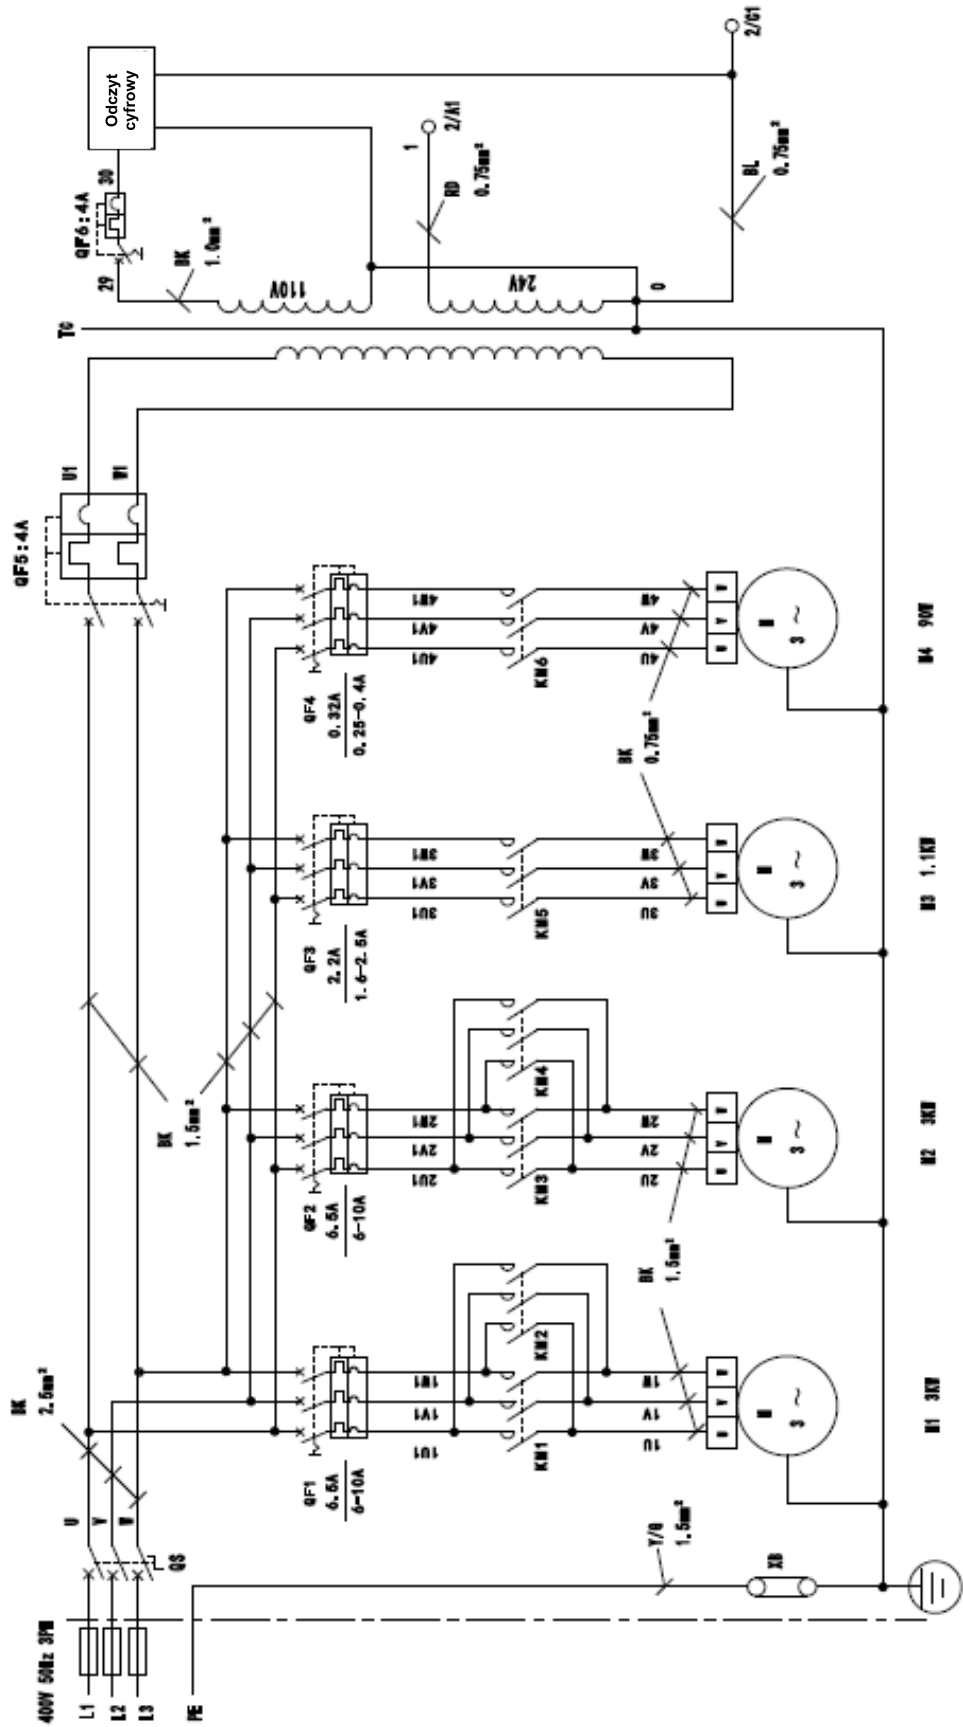 400V 50Hz 3PH
L1
L2
L3
PE
U
V
W
QS
BK
2.5mm²
BK
1.5mm²
QF5:4A
U1
W1
TC
29
QF6:4A
30
Odczyt
cyfrowy
BK
1.0mm²
110V
24V
1
2/A1
RD
0.75mm²
0
BL
0.75mm²
2/G1
QF1
6.5A
6-10A
QF2
6.5A
6-10A
QF3
2.2A
1.6-2.5A
QF4
0.32A
0.25-0.4A
1U1
1V1
1W1
2U1
2V1
2W1
3U1
3V1
3W1
4U1
4V1
4W1
KM1
KM2
KM3
KM4
KM5
KM6
1U
1V
1W
2U
2V
2W
3U
3V
3W
4U
4V
4W
BK
1.5mm²
BK
0.75mm²
U V W
U V W
U V W
U V W
M
3 ~
M
3 ~
M
3 ~
M
3 ~
Y/G
1.5mm²
XB
M1 3KW
M2 3KW
M3 1.1KW
M4 90W